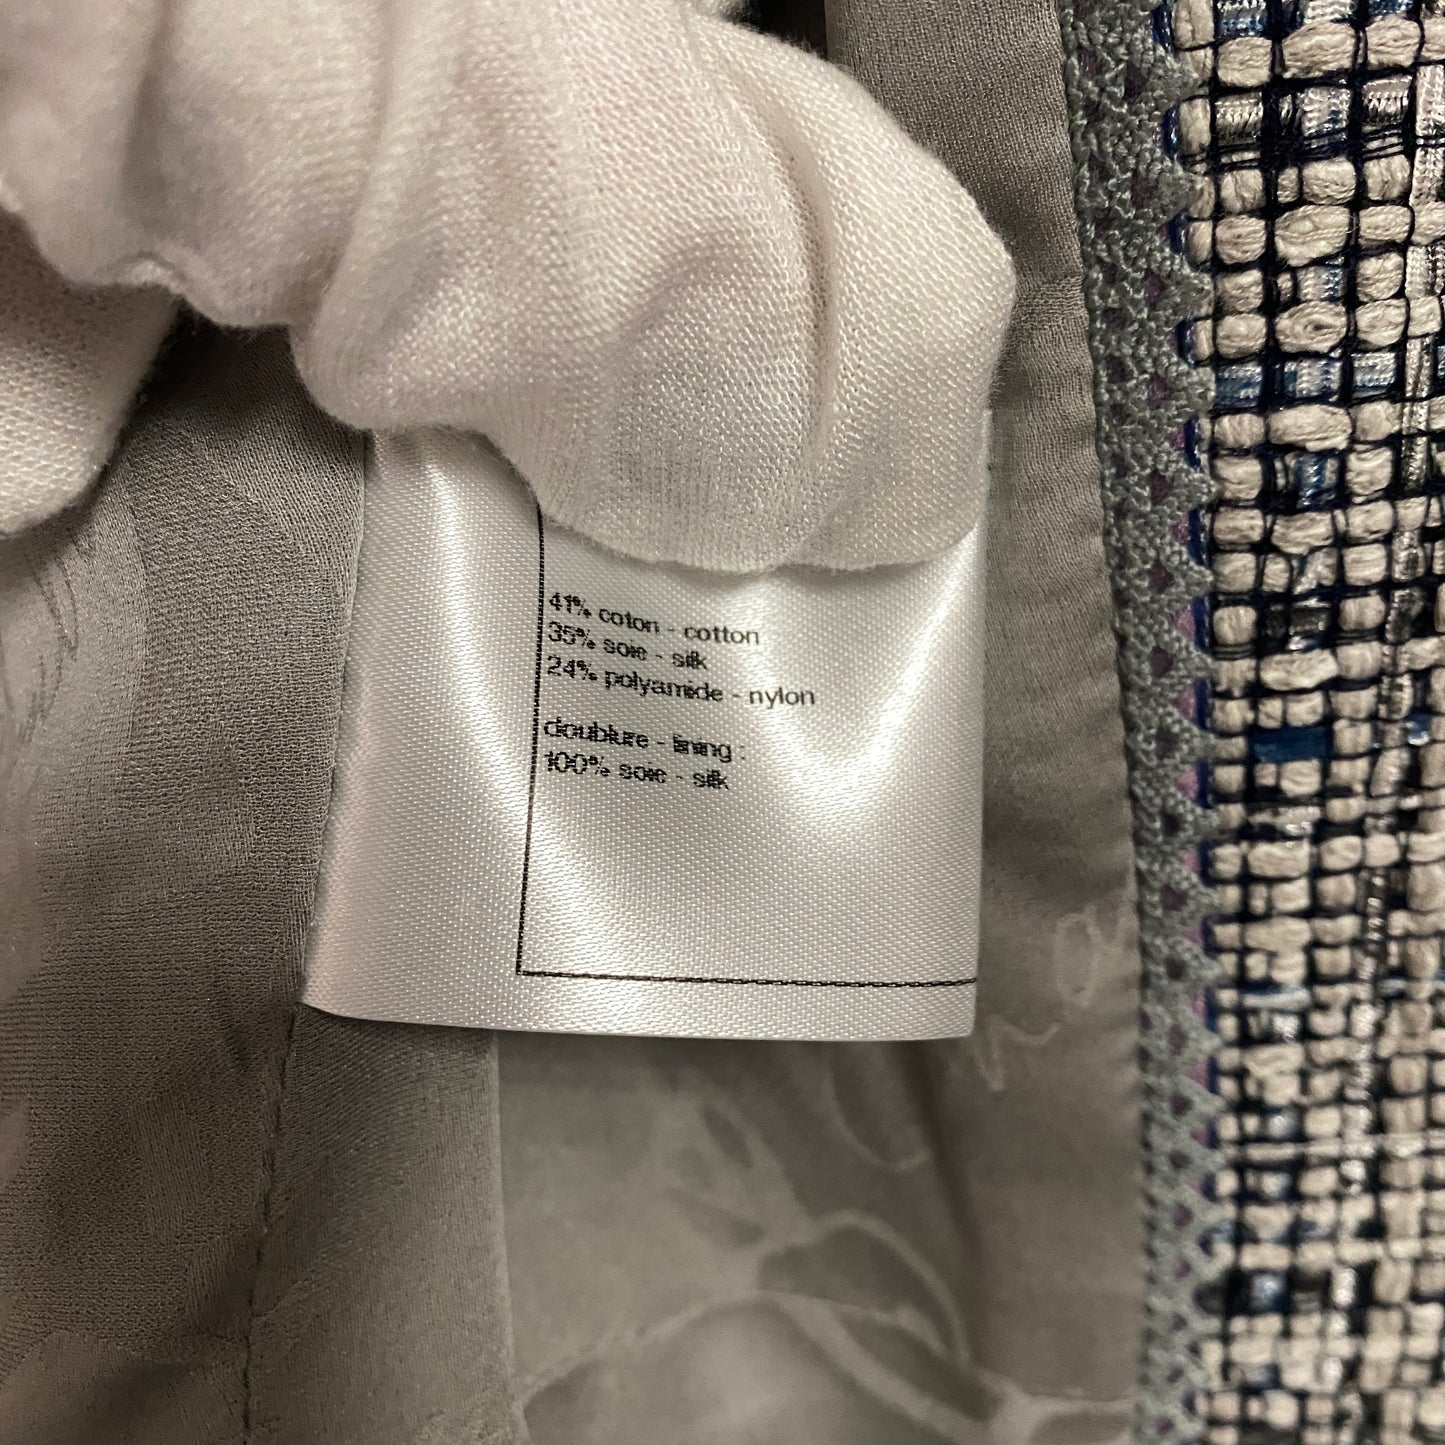 41% coton - cotton
35% soie - silk
24% polyamide - nylon
doublure - lining :
100% soie - silk